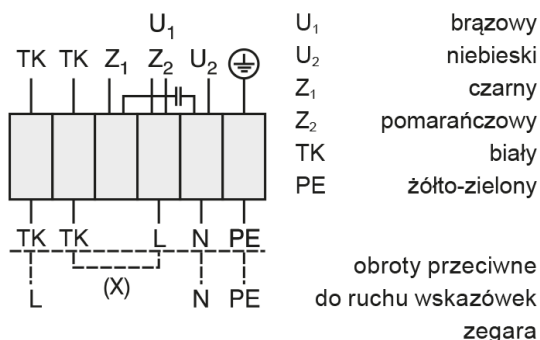 U₁
TK TK Z₁ Z₂ U₂
TK TK L N PE
(X)
L N PE
U₁ brązowy
U₂ niebieski
Z₁ czarny
Z₂ pomarańczowy
TK biały
PE żółto-zielony
obroty przeciwne
do ruchu wskazówek
zegara